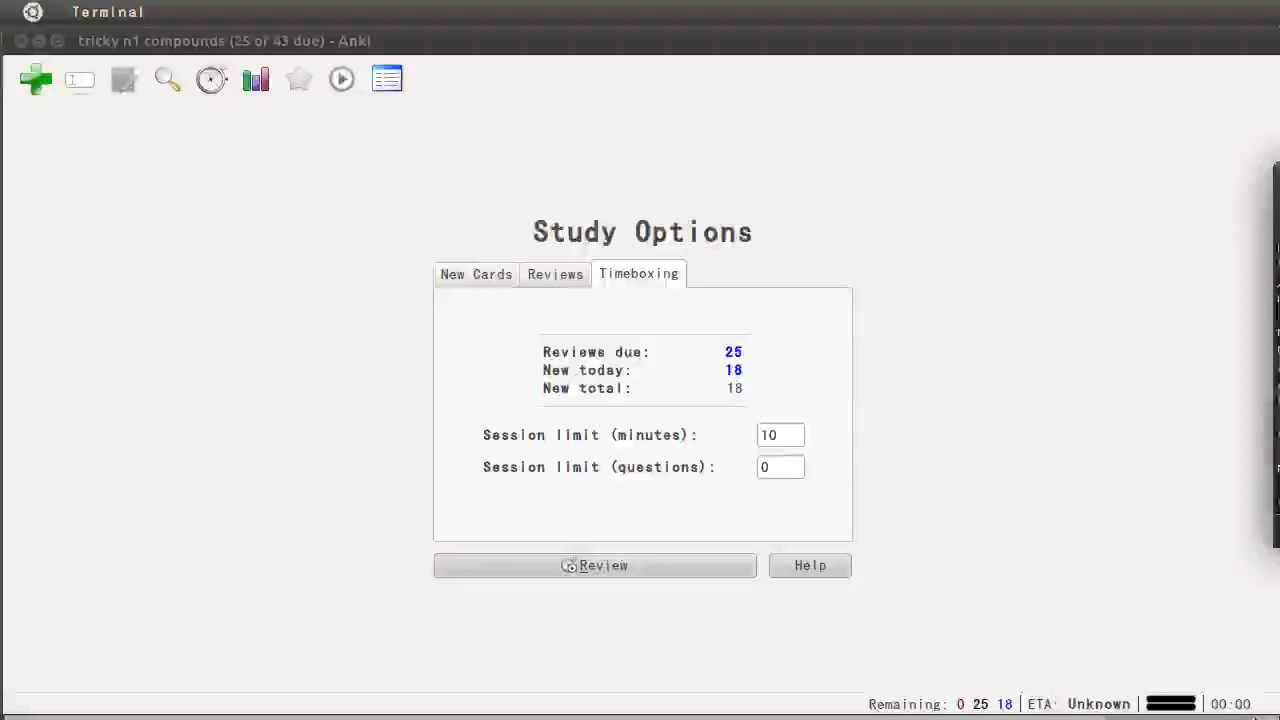 Terminal
tricky n1 compounds (25 of 43 due) - Anki
Study Options
New Cards Reviews Timeboxing
Reviews due: 25
New today: 18
New total: 18
Session limit (minutes): 10
Session limit (questions): 0
Review Help
Remaining: 0 25 18 ETA: Unknown 00:00